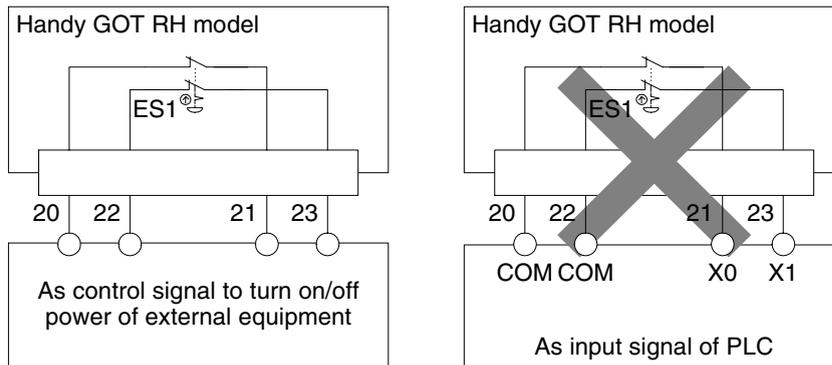 Handy GOT RH model
ES1
20 22 21 23
As control signal to turn on/off
power of external equipment
Handy GOT RH model
ES1
20 22 21 23
COM COM X0 X1
As input signal of PLC